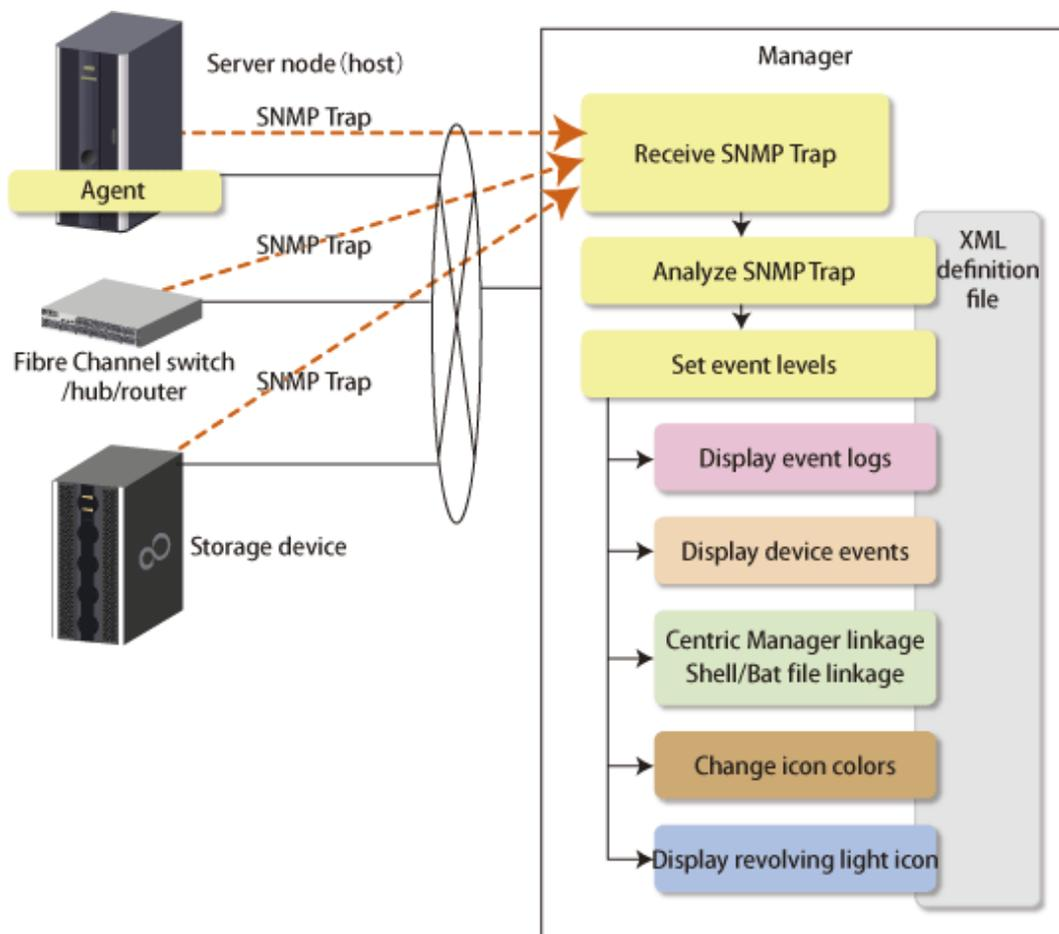 Server node (host)
SNMP Trap
Agent
SNMP Trap
Fibre Channel switch
/hub/router
SNMP Trap
Storage device
Manager
Receive SNMP Trap
Analyze SNMP Trap
XML
definition
file
Set event levels
Display event logs
Display device events
Centric Manager linkage
Shell/Bat file linkage
Change icon colors
Display revolving light icon